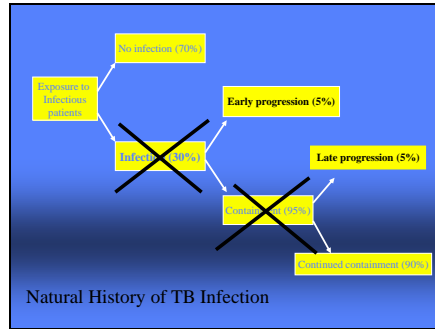 No infection (70%)
Exposure to
Infectious
patients
Early progression (5%)
Infection (30%)
Late progression (5%)
Containment (95%)
Continued containment (90%)
Natural History of TB Infection